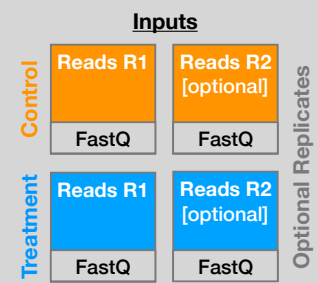 Inputs
Control
Reads R1
Reads R2
[optional]
FastQ
FastQ
Treatment
Reads R1
Reads R2
[optional]
FastQ
FastQ
Optional Replicates